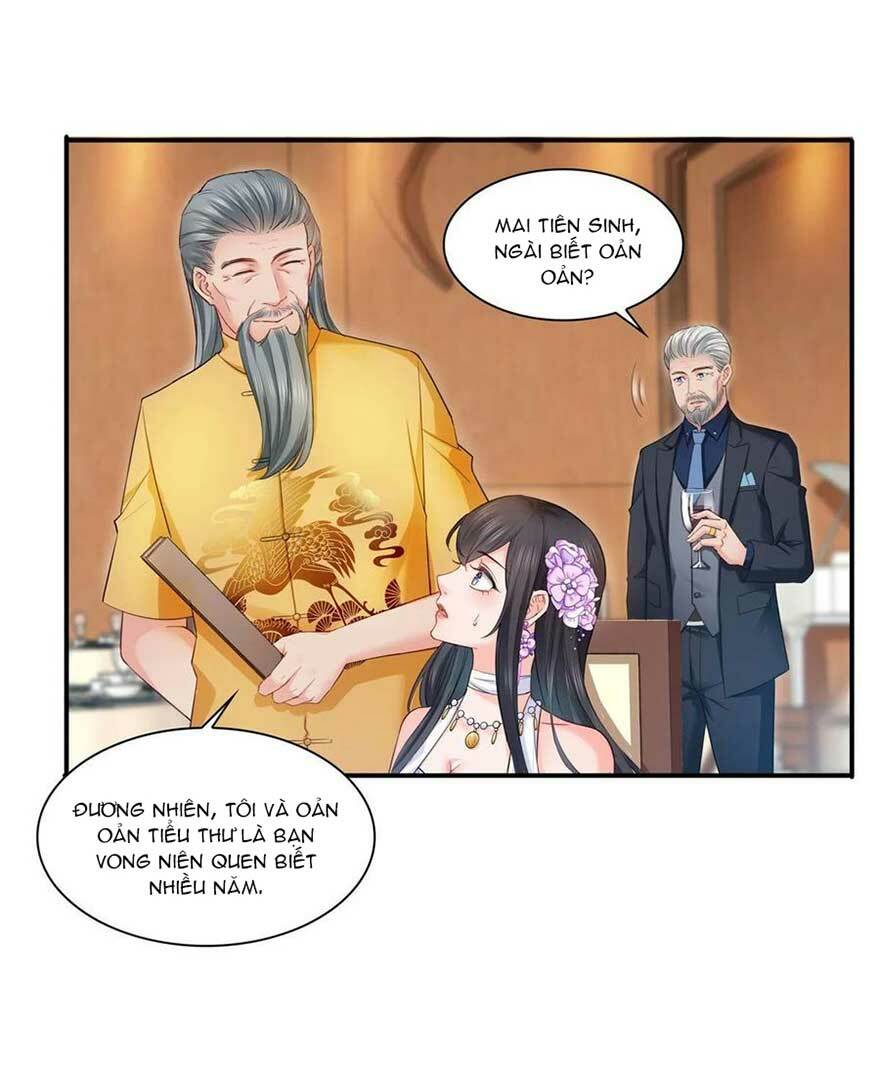 MAI TIÊN SINH,
NGÀI BIẾT OẢN
OẢN?
ĐƯƠNG NHIÊN, TÔI VÀ OẢN
OẢN TIỂU THƯ LÀ BẠN
VONG NIÊN QUEN BIẾT
NHIỀU NĂM.